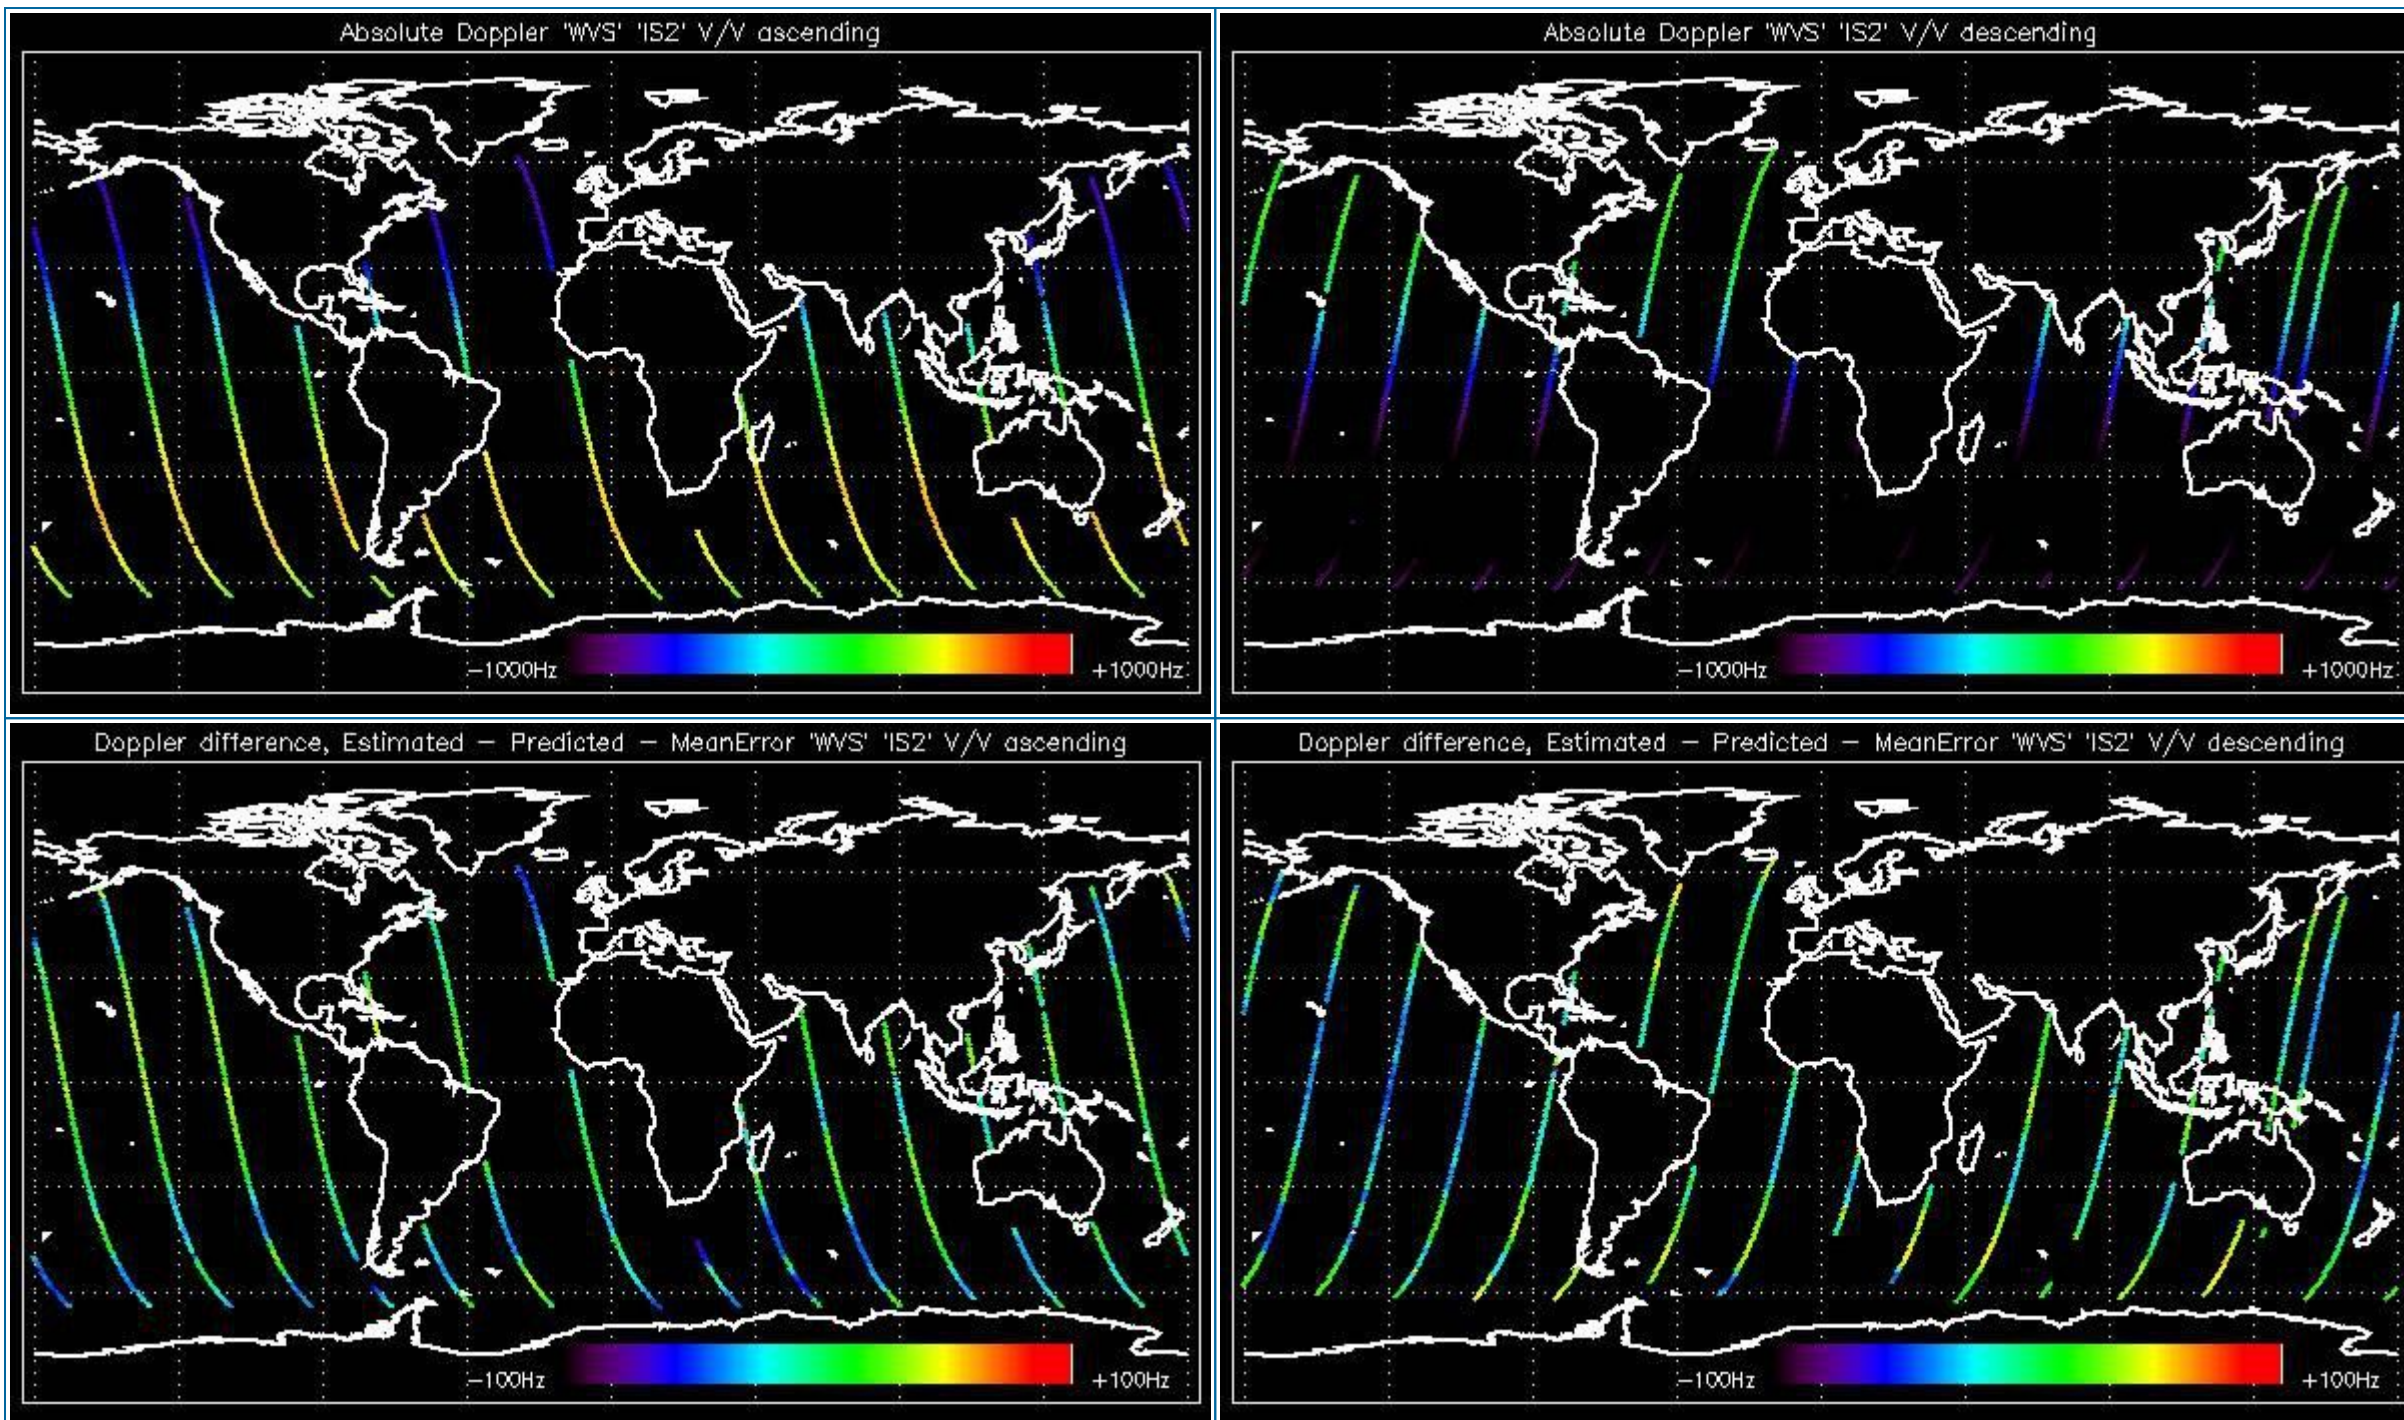 Absolute Doppler 'WVS' 'IS2' V/V ascending
-1000Hz
+1000Hz
Absolute Doppler 'WVS' 'IS2' V/V descending
-1000Hz
+1000Hz
Doppler difference, Estimated - Predicted - MeanError 'WVS' 'IS2' V/V ascending
-100Hz
+100Hz
Doppler difference, Estimated - Predicted - MeanError 'WVS' 'IS2' V/V descending
-100Hz
+100Hz